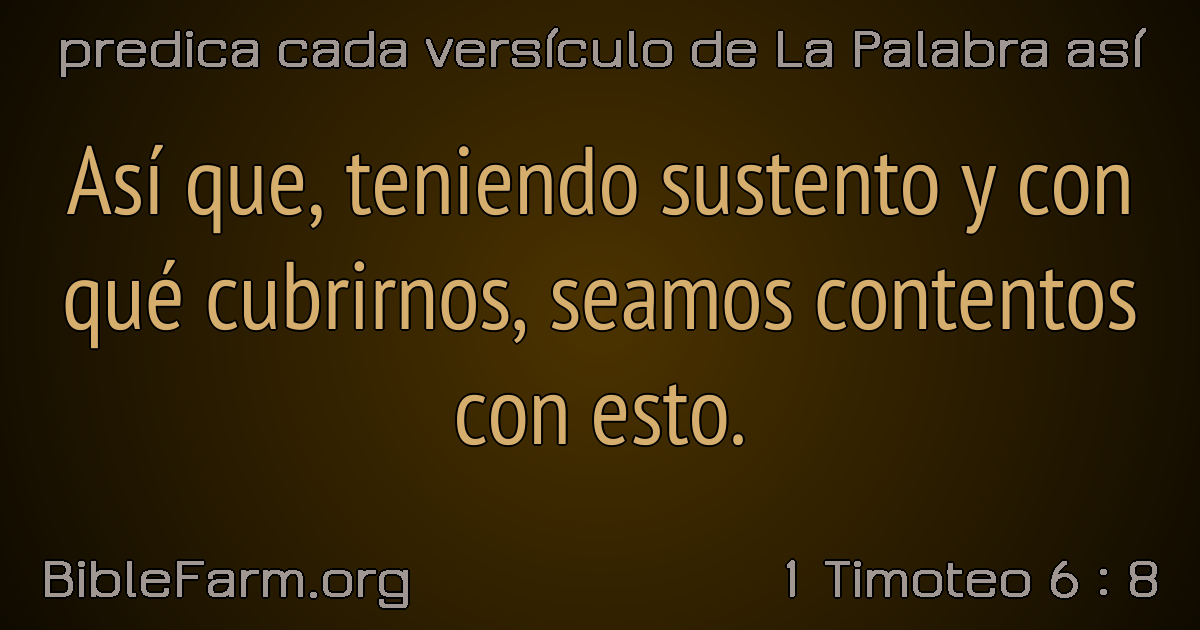 predica cada versículo de La Palabra así
Así que, teniendo sustento y con
qué cubrirnos, seamos contentos
con esto.
BibleFarm.org
1 Timoteo 6 : 8